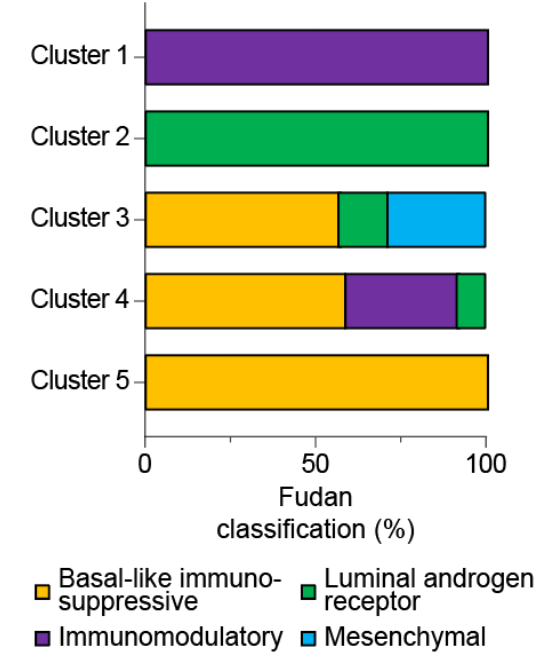 Cluster 1
Cluster 2
Cluster 3
Cluster 4
Cluster 5
0 50 100
Fudan
classification (%)
Basal-like immuno-
suppressive
Luminal androgen
receptor
Immunomodulatory
Mesenchymal